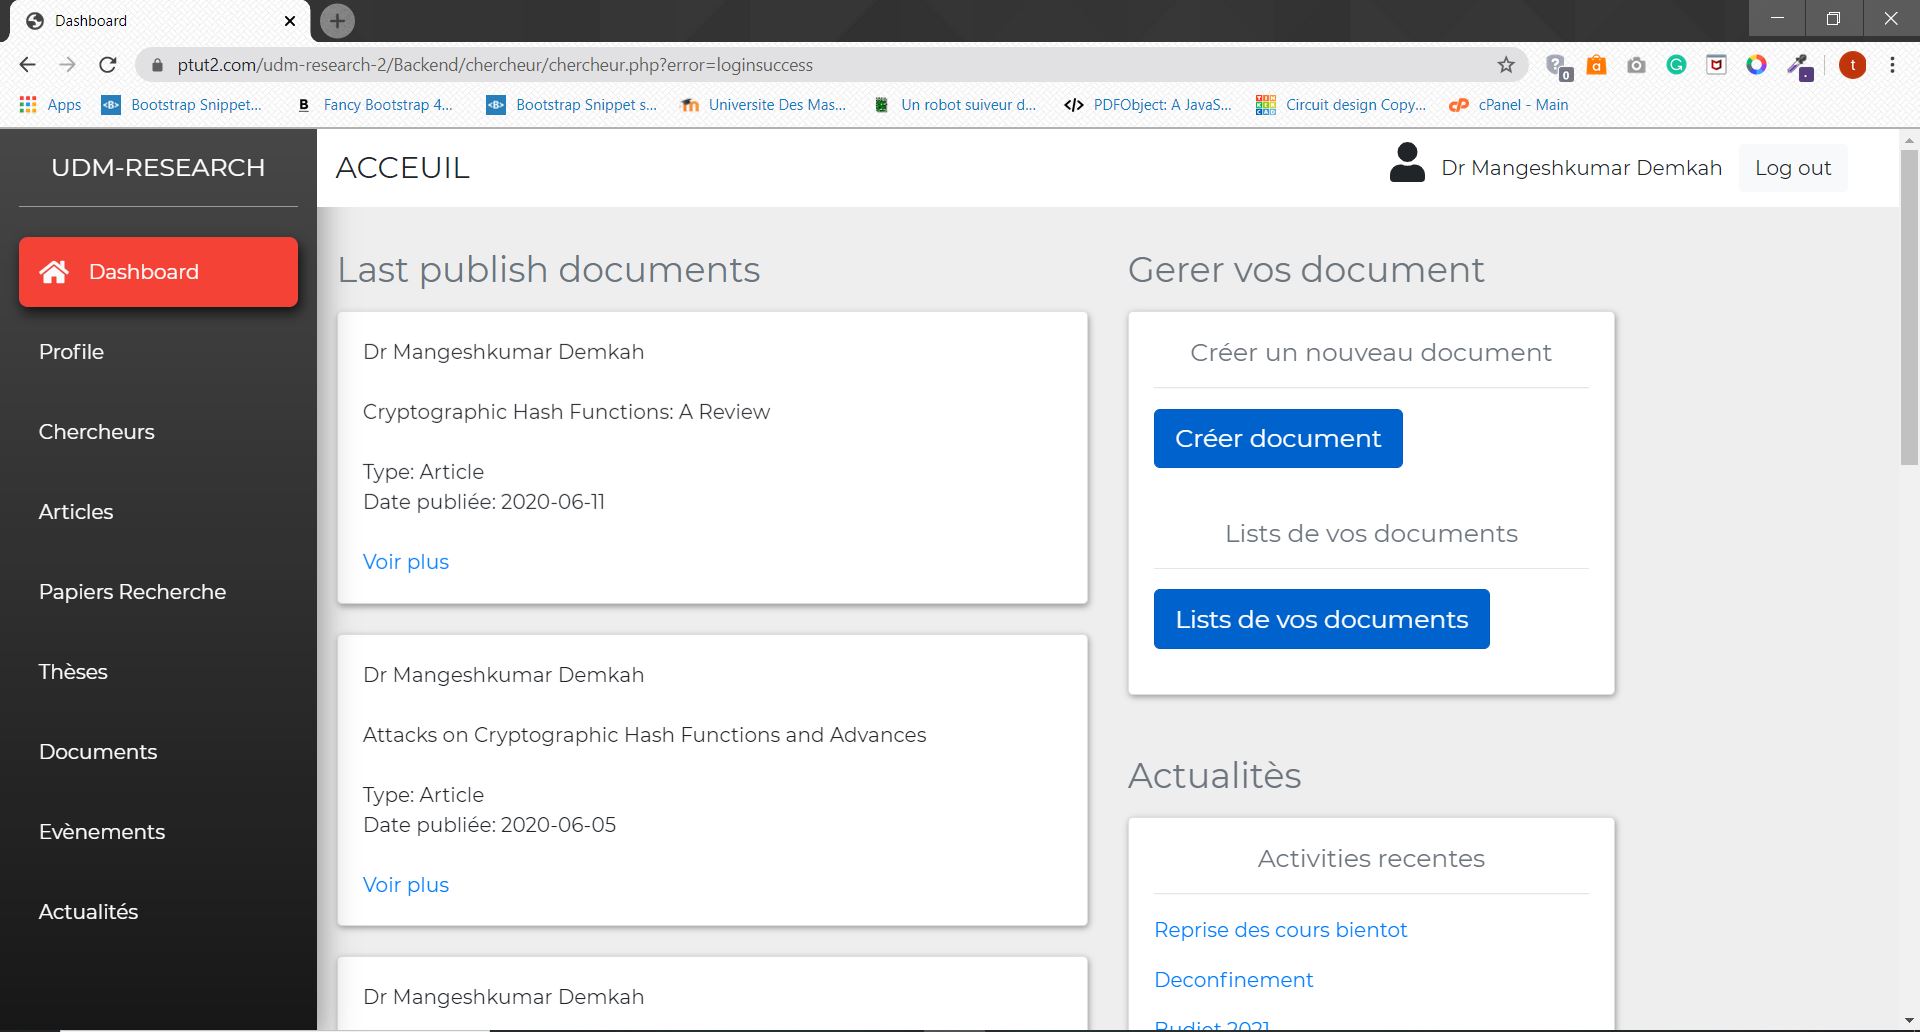 Dashboard
ptut2.com/udm-research-2/Backend/chercheur/chercheur.php?error=loginsuccess
0
a
G
t
Apps
<B>
Bootstrap Snippet...
B
Fancy Bootstrap 4...
<B>
Bootstrap Snippet s...
Universite Des Mas...
Un robot suiveur d...
</>
PDFObject: A JavaS...
Circuit design Copy...
cP
cPanel - Main
UDM-RESEARCH
ACCEUIL
Dr Mangeshkumar Demkah
Log out
Dashboard
Profile
Chercheurs
Articles
Papiers Recherche
Thèses
Documents
Evènements
Actualités
Last publish documents
Dr Mangeshkumar Demkah
Cryptographic Hash Functions: A Review
Type: Article
Date publiée: 2020-06-11
Voir plus
Dr Mangeshkumar Demkah
Attacks on Cryptographic Hash Functions and Advances
Type: Article
Date publiée: 2020-06-05
Voir plus
Dr Mangeshkumar Demkah
Gerer vos document
Créer un nouveau document
Créer document
Lists de vos documents
Lists de vos documents
Actualitès
Activities recentes
Reprise des cours bientot
Deconfinement
Budjet 2021